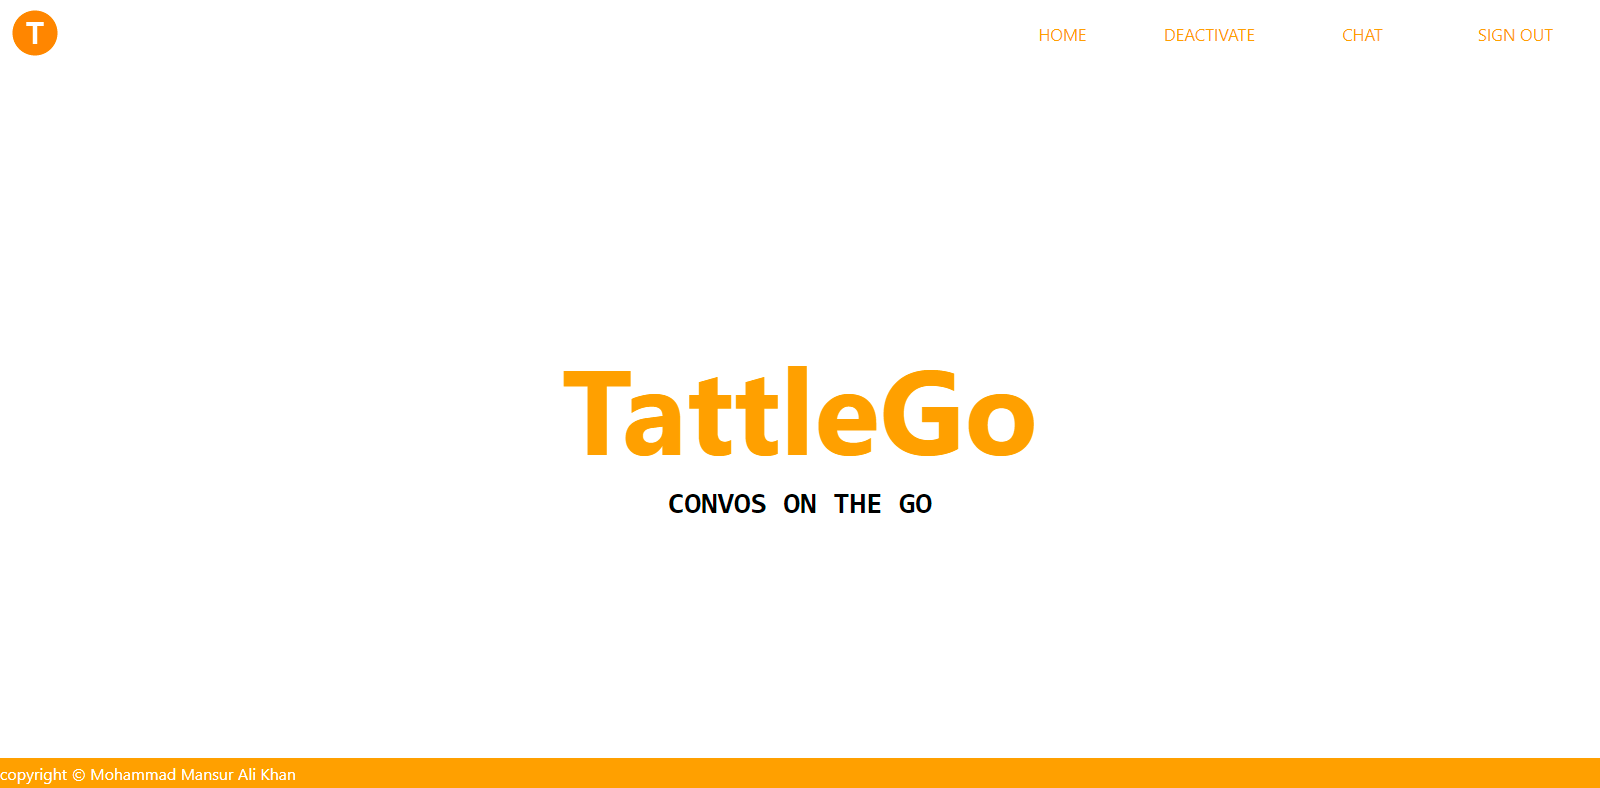 T
HOME DEACTIVATE CHAT SIGN OUT
TattleGo
CONVOS ON THE GO
copyright © Mohammad Mansur Ali Khan